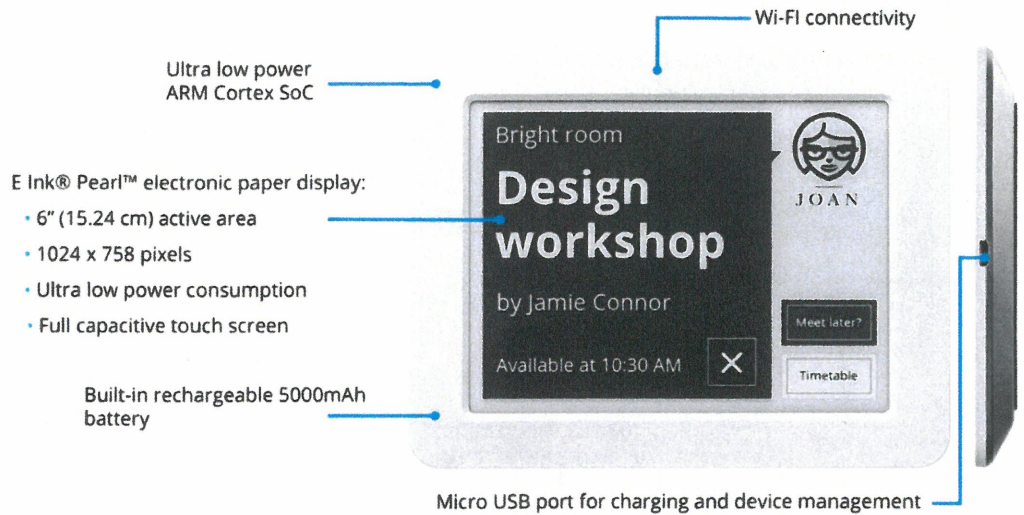 Wi-FI connectivity
Ultra low power
ARM Cortex SoC
E Ink® Pearl™ electronic paper display:
• 6” (15.24 cm) active area
• 1024 x 758 pixels
• Ultra low power consumption
• Full capacitive touch screen
Built-in rechargeable 5000mAh
battery
Bright room
Design
workshop
by Jamie Connor
Available at 10:30 AM
JOAN
Meet later?
Timetable
Micro USB port for charging and device management